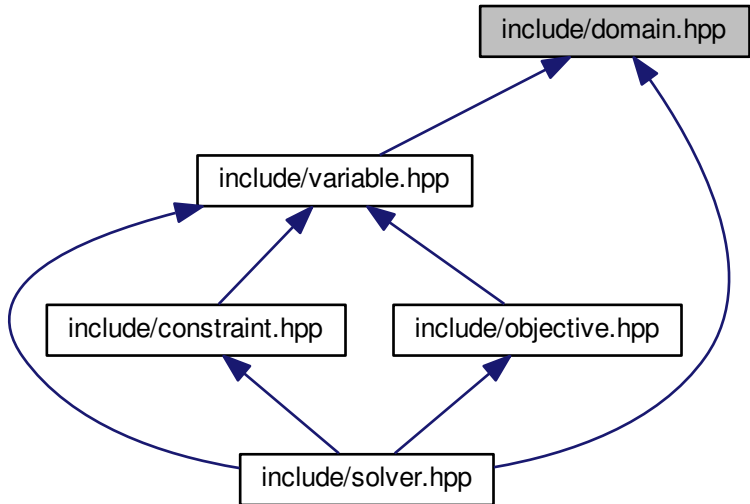 include/domain.hpp
include/variable.hpp
include/constraint.hpp
include/objective.hpp
include/solver.hpp